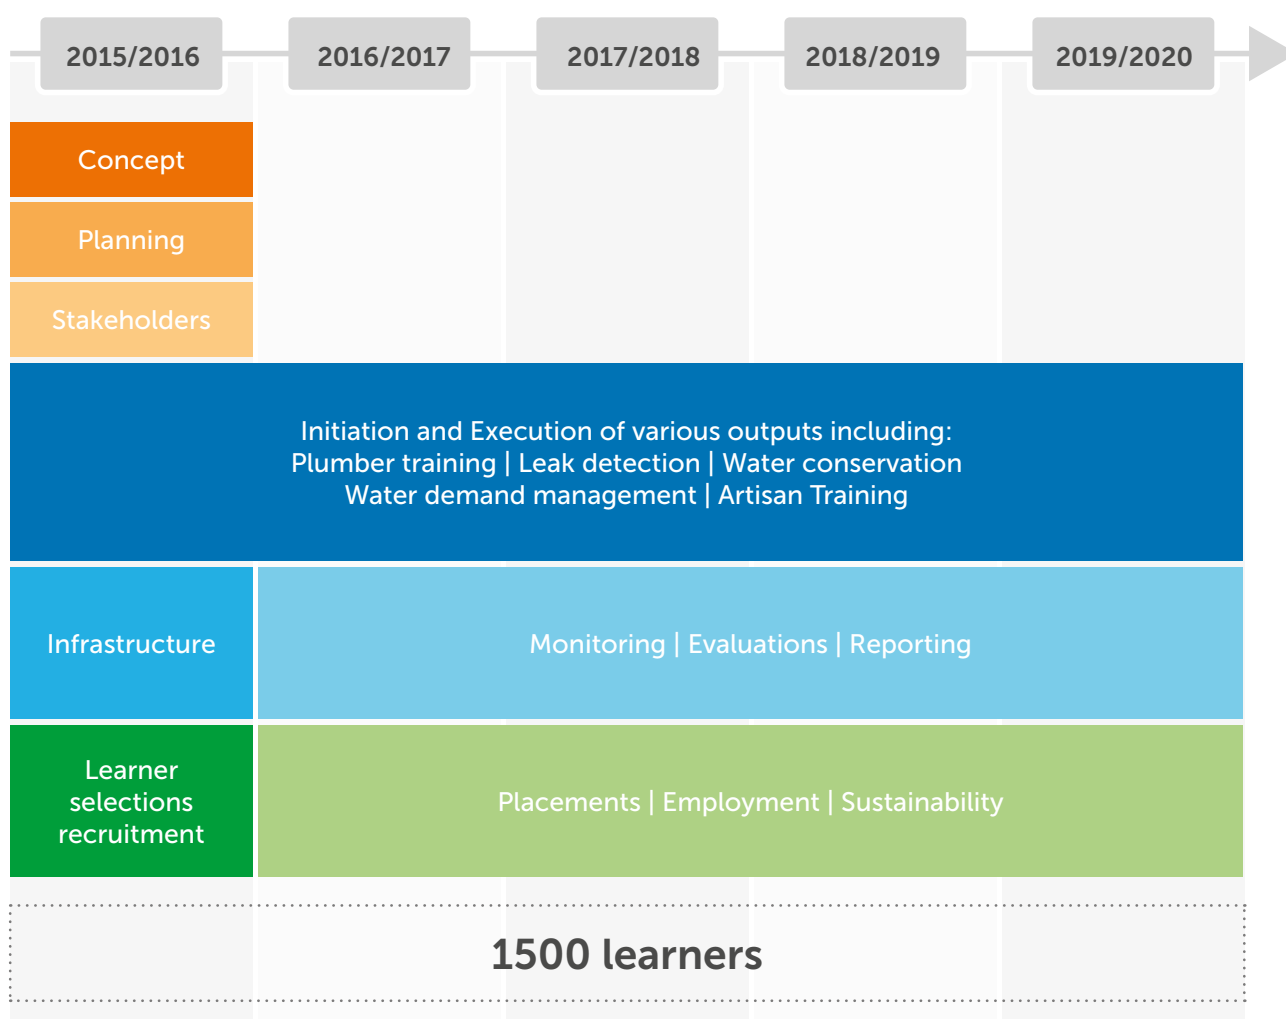 2015/2016 2016/2017 2017/2018 2018/2019 2019/2020
Concept
Planning
Stakeholders
Initiation and Execution of various outputs including:
Plumber training | Leak detection | Water conservation
Water demand management | Artisan Training
Infrastructure
Monitoring | Evaluations | Reporting
Learner
selections
recruitment
Placements | Employment | Sustainability
1500 learners